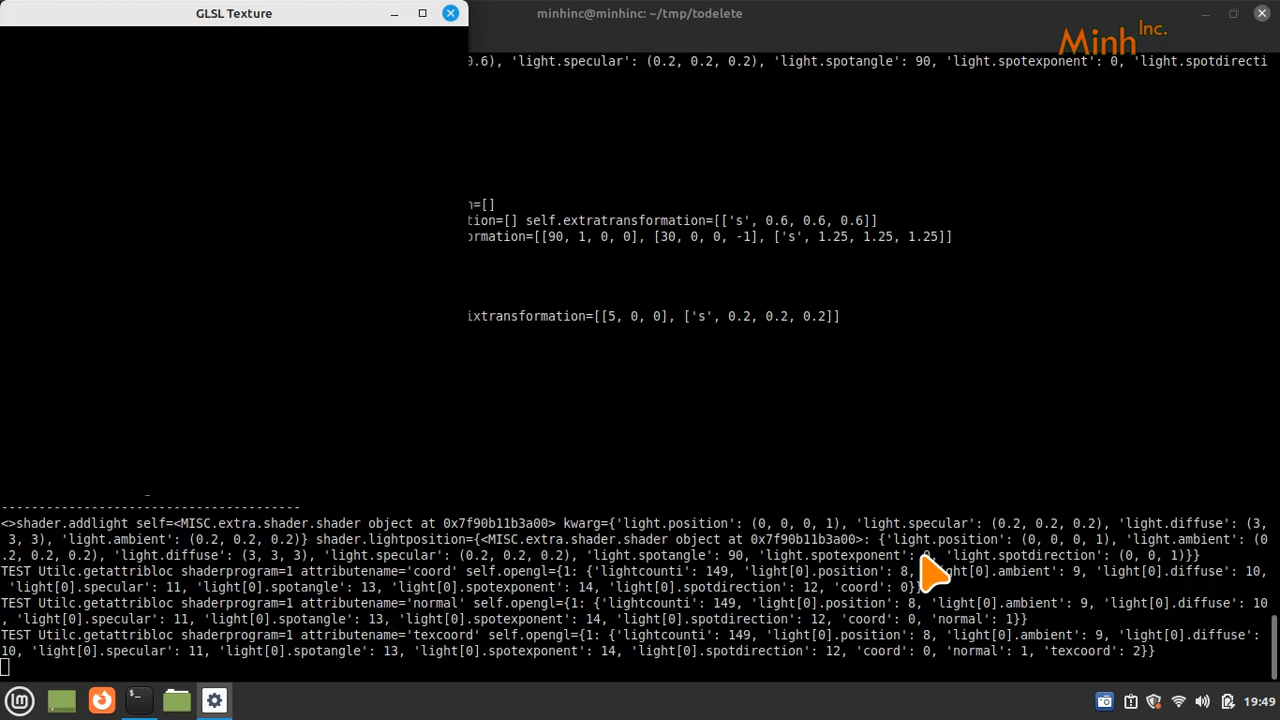 GLSL Texture
minhinc@minhinc: ~/tmp/todelete
Minh Inc.
0.6), 'light.specular': (0.2, 0.2, 0.2), 'light.spotangle': 90, 'light.spotexponent': 0, 'light.spotdirecti
n=[]
tion=[] self.extratransformation=[['s', 0.6, 0.6, 0.6]]
ormation=[[90, 1, 0, 0], [30, 0, 0, -1], ['s', 1.25, 1.25, 1.25]]
ixtransformation=[[5, 0, 0], ['s', 0.2, 0.2, 0.2]]
----------------------------------------
<>shader.addlight self=<MISC.extra.shader.shader object at 0x7f90b11b3a00> kwarg={'light.position': (0, 0, 0, 1), 'light.specular': (0.2, 0.2, 0.2), 'light.diffuse': (3,
3, 3), 'light.ambient': (0.2, 0.2, 0.2)} shader.lightposition={<MISC.extra.shader.shader object at 0x7f90b11b3a00>: {'light.position': (0, 0, 0, 1), 'light.ambient': (0
.2, 0.2, 0.2), 'light.diffuse': (3, 3, 3), 'light.specular': (0.2, 0.2, 0.2), 'light.spotangle': 90, 'light.spotexponent': 0, 'light.spotdirection': (0, 0, 1)}}
TEST Utilc.getattribloc shaderprogram=1 attributename='coord' self.opengl={1: {'lightcounti': 149, 'light[0].position': 8, 'light[0].ambient': 9, 'light[0].diffuse': 10,
'light[0].specular': 11, 'light[0].spotangle': 13, 'light[0].spotexponent': 14, 'light[0].spotdirection': 12, 'coord': 0}}
TEST Utilc.getattribloc shaderprogram=1 attributename='normal' self.opengl={1: {'lightcounti': 149, 'light[0].position': 8, 'light[0].ambient': 9, 'light[0].diffuse': 10
, 'light[0].specular': 11, 'light[0].spotangle': 13, 'light[0].spotexponent': 14, 'light[0].spotdirection': 12, 'coord': 0, 'normal': 1}}
TEST Utilc.getattribloc shaderprogram=1 attributename='texcoord' self.opengl={1: {'lightcounti': 149, 'light[0].position': 8, 'light[0].ambient': 9, 'light[0].diffuse':
10, 'light[0].specular': 11, 'light[0].spotangle': 13, 'light[0].spotexponent': 14, 'light[0].spotdirection': 12, 'coord': 0, 'normal': 1, 'texcoord': 2}}
19:49